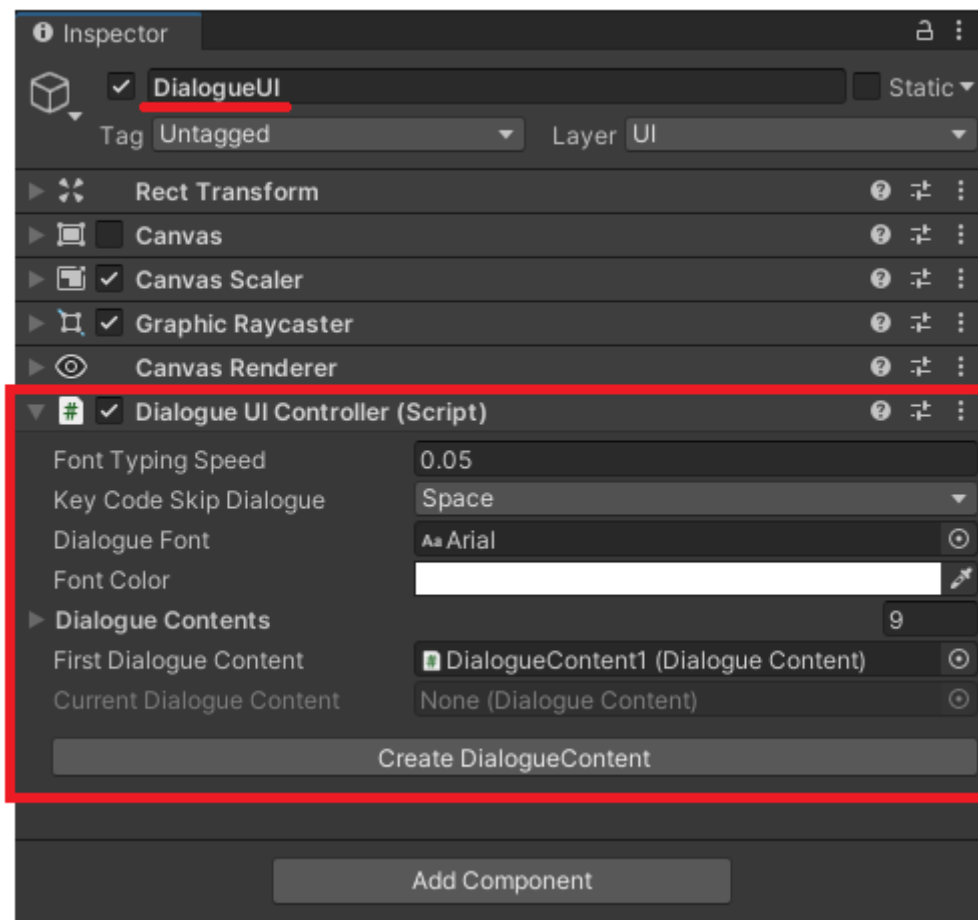 Inspector
DialogueUI Static
Tag Untagged Layer UI
Rect Transform
Canvas
Canvas Scaler
Graphic Raycaster
Canvas Renderer
# Dialogue UI Controller (Script)
Font Typing Speed 0.05
Key Code Skip Dialogue Space
Dialogue Font Aa Arial
Font Color
Dialogue Contents 9
First Dialogue Content # DialogueContent1 (Dialogue Content)
Current Dialogue Content None (Dialogue Content)
Create DialogueContent
Add Component